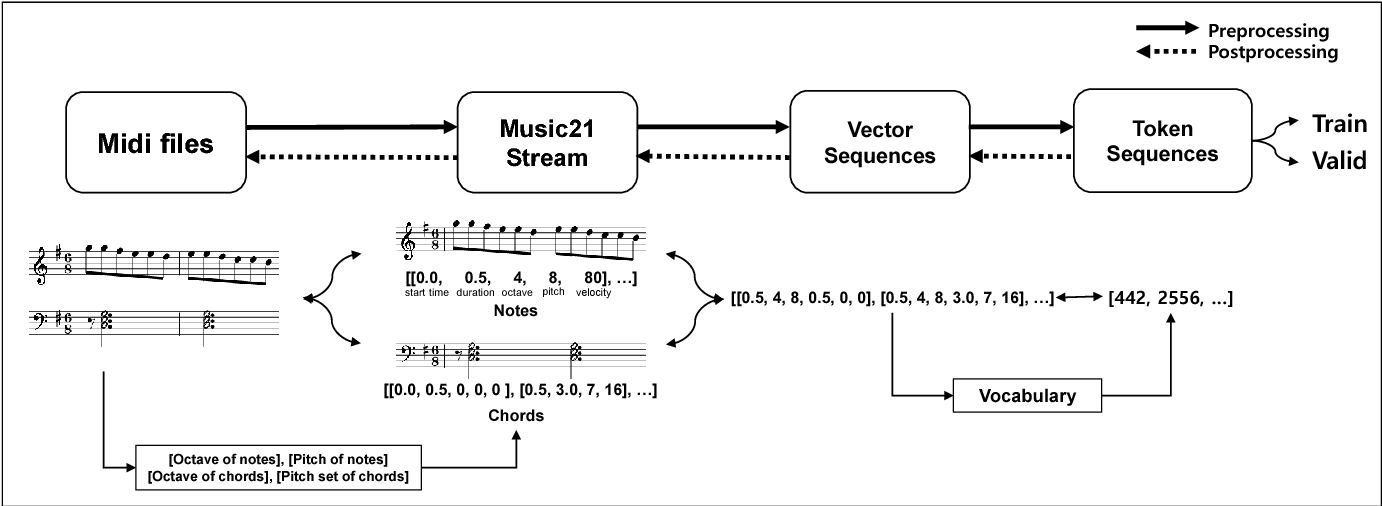 Preprocessing
Postprocessing
Midi files
Music21
Stream
Vector
Sequences
Token
Sequences
Train
Valid
[[0.0, 0.5, 4, 8, 80], ...]
start time duration octave pitch velocity
Notes
[[0.0, 0.5, 0, 0, 0 ], [0.5, 3.0, 7, 16], ...]
Chords
[[0.5, 4, 8, 0.5, 0, 0], [0.5, 4, 8, 3.0, 7, 16], ...]
[442, 2556, ...]
Vocabulary
[Octave of notes], [Pitch of notes]
[Octave of chords], [Pitch set of chords]